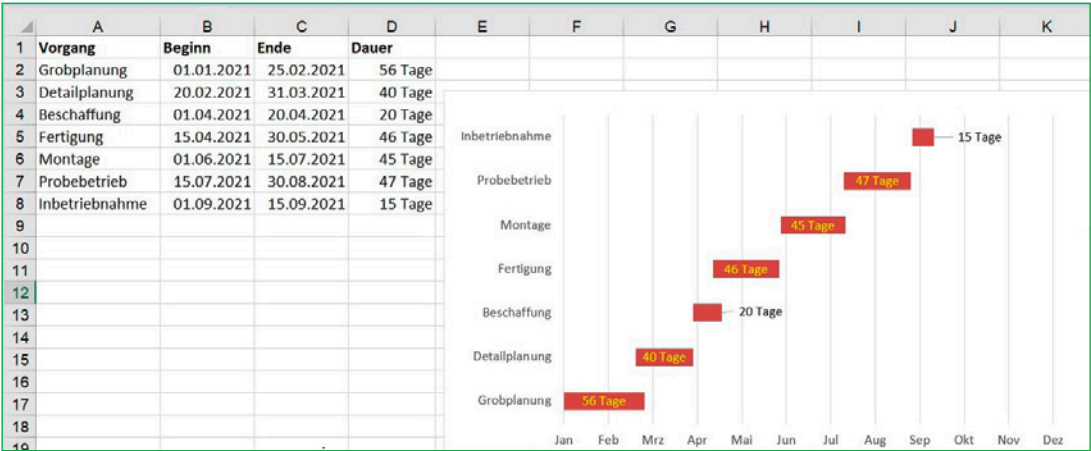 A B C D E F G H I J K
1 Vorgang Beginn Ende Dauer
2 Grobplanung 01.01.2021 25.02.2021 56 Tage
3 Detailplanung 20.02.2021 31.03.2021 40 Tage
4 Beschaffung 01.04.2021 20.04.2021 20 Tage
5 Fertigung 15.04.2021 30.05.2021 46 Tage
6 Montage 01.06.2021 15.07.2021 45 Tage
7 Probebetrieb 15.07.2021 30.08.2021 47 Tage
8 Inbetriebnahme 01.09.2021 15.09.2021 15 Tage
9
10
11
12
13
14
15
16
17
18
19
Inbetriebnahme 15 Tage
Probebetrieb 47 Tage
Montage 45 Tage
Fertigung 46 Tage
Beschaffung 20 Tage
Detailplanung 40 Tage
Grobplanung 56 Tage
Jan Feb Mrz Apr Mai Jun Jul Aug Sep Okt Nov Dez